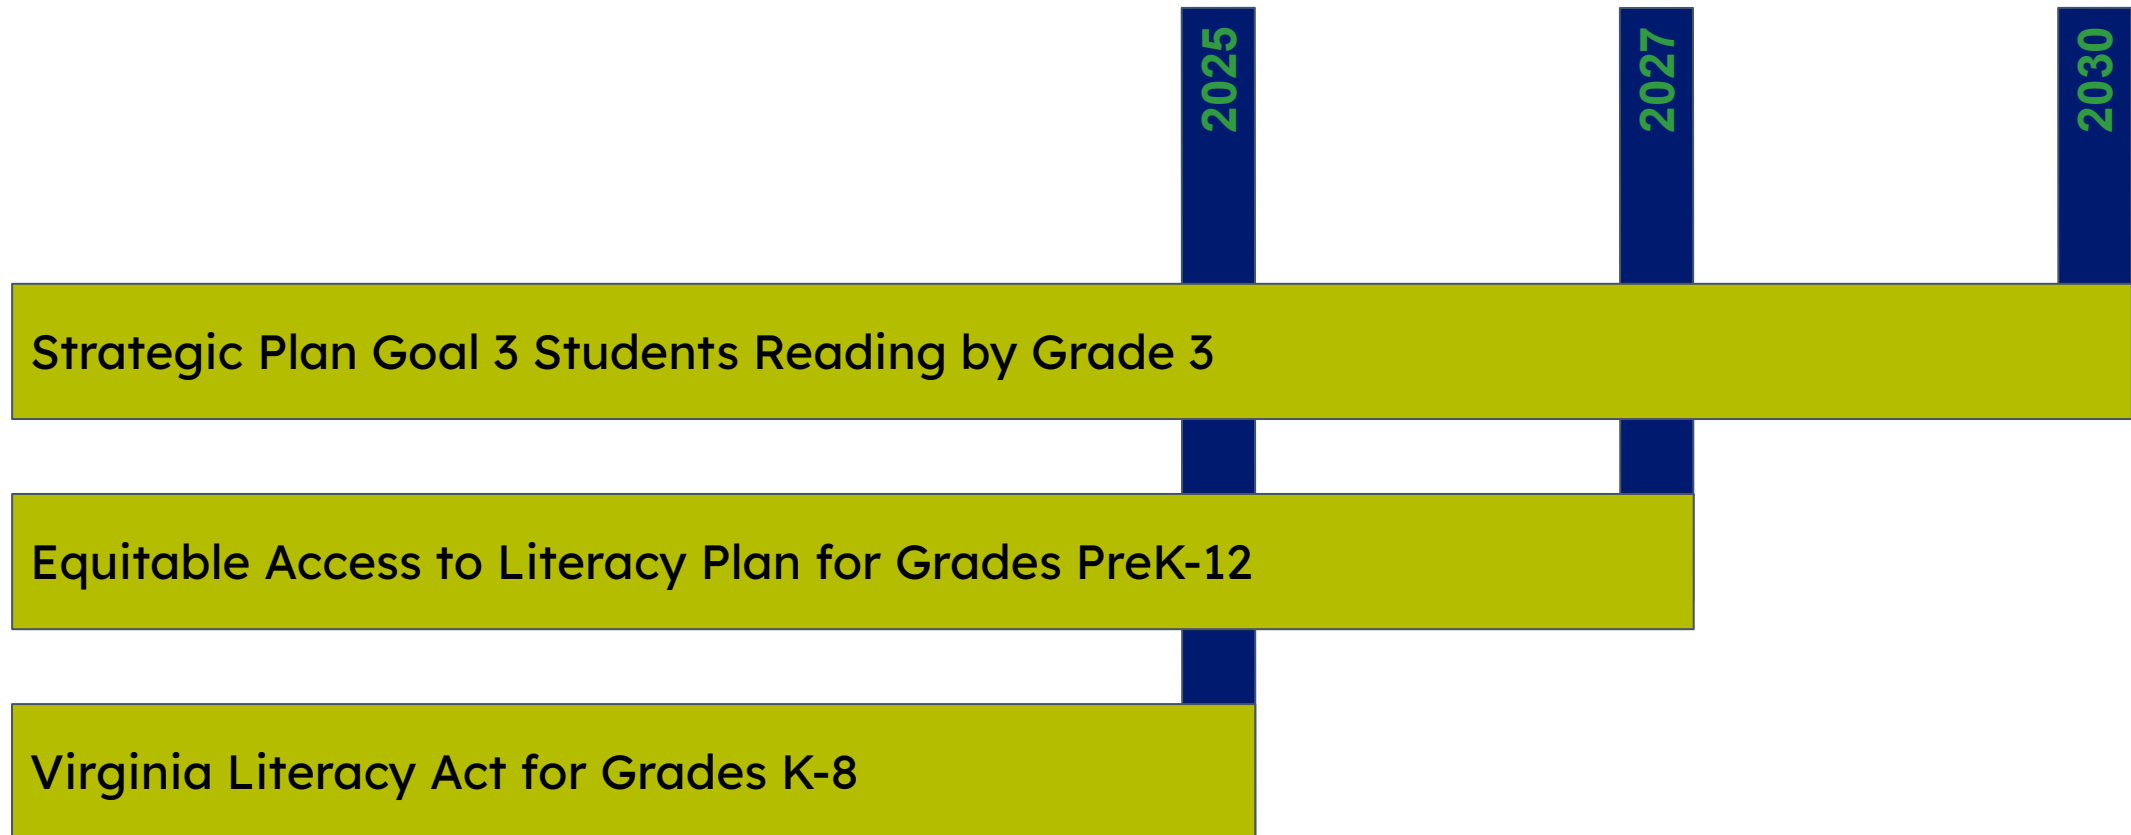 2025
2027
2030
Strategic Plan Goal 3 Students Reading by Grade 3
Equitable Access to Literacy Plan for Grades PreK-12
Virginia Literacy Act for Grades K-8